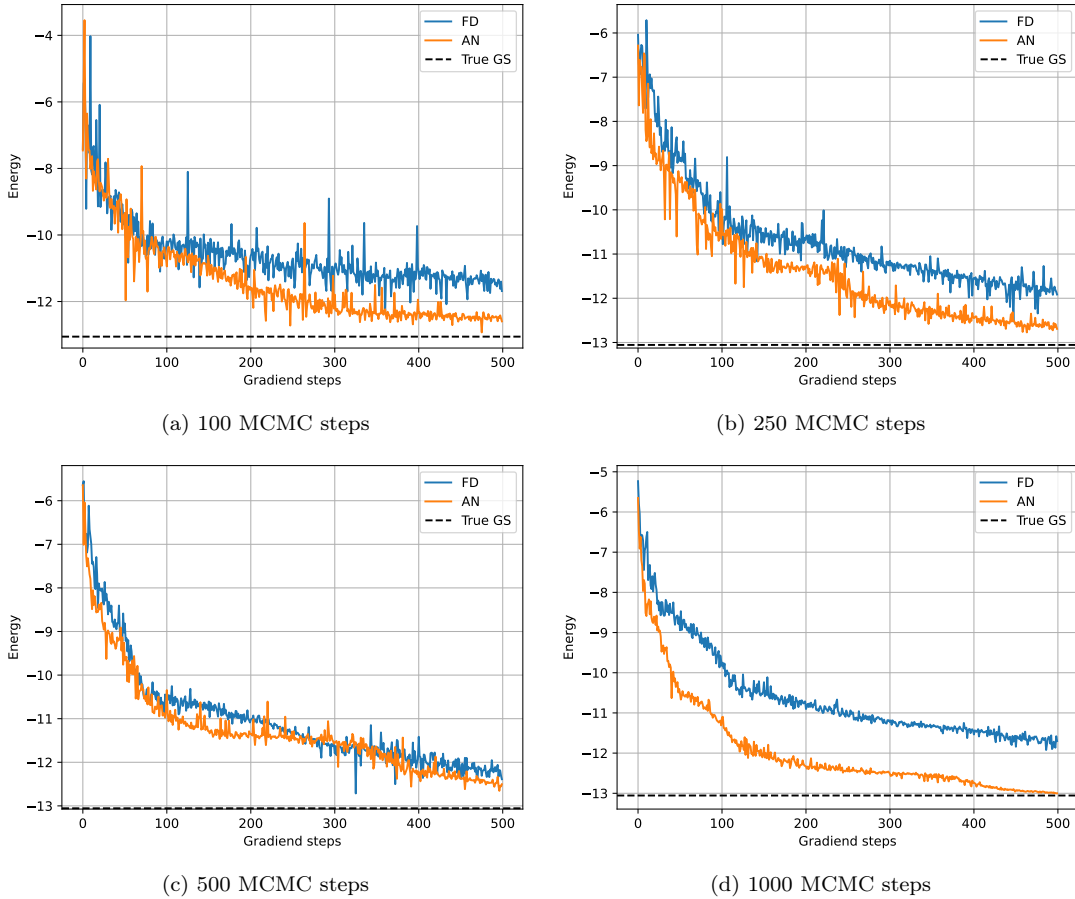 FD
AN
True GS
−4
−6
−8
−10
−12
Energy
0 100 200 300 400 500
Gradiend steps
(a) 100 MCMC steps
FD
AN
True GS
−6
−7
−8
−9
−10
−11
−12
−13
Energy
0 100 200 300 400 500
Gradiend steps
(b) 250 MCMC steps
FD
AN
True GS
−6
−7
−8
−9
−10
−11
−12
−13
Energy
0 100 200 300 400 500
Gradiend steps
(c) 500 MCMC steps
FD
AN
True GS
−5
−6
−7
−8
−9
−10
−11
−12
−13
Energy
0 100 200 300 400 500
Gradiend steps
(d) 1000 MCMC steps